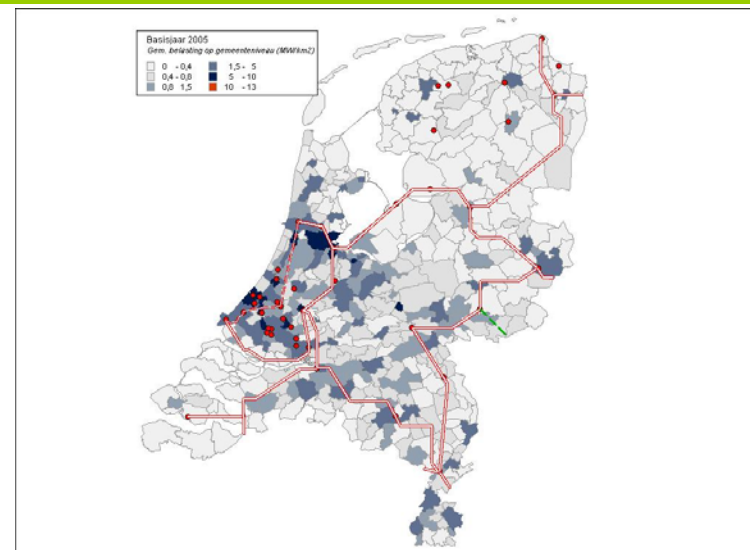 Basisjaar 2005
Gem. belasting op gemeenteniveau (MW/km2)
0 - 0,4 1,5 - 5
0,4 - 0,8 5 - 10
0,8 1,5 10 - 13